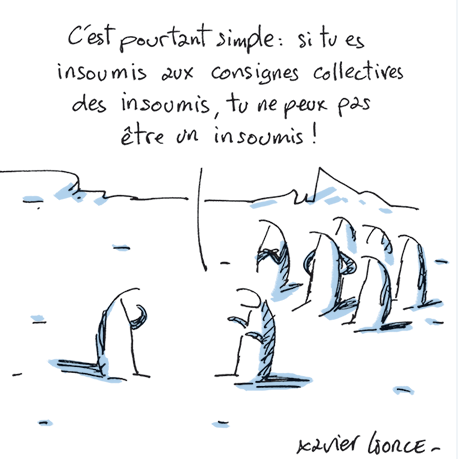 C'est pourtant simple: si tu es
insoumis aux consignes collectives
des insoumis, tu ne peux pas
être un insoumis!
xavier GORCE